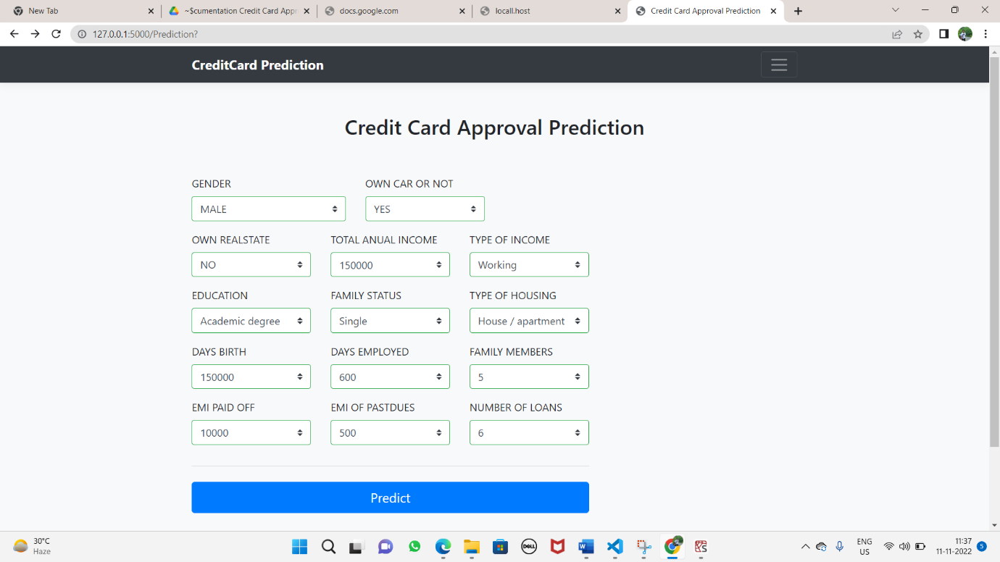 New Tab
~$cumentation Credit Card Appr
docs.google.com
locall.host
Credit Card Approval Prediction
127.0.0.1:5000/Prediction?
CreditCard Prediction
Credit Card Approval Prediction
GENDER OWN CAR OR NOT
MALE YES
OWN REALSTATE TOTAL ANUAL INCOME TYPE OF INCOME
NO 150000 Working
EDUCATION FAMILY STATUS TYPE OF HOUSING
Academic degree Single House / apartment
DAYS BIRTH DAYS EMPLOYED FAMILY MEMBERS
150000 600 5
EMI PAID OFF EMI OF PASTDUES NUMBER OF LOANS
10000 500 6
Predict
30°C
Haze
DELL
ENG
US
11:37
11-11-2022
5